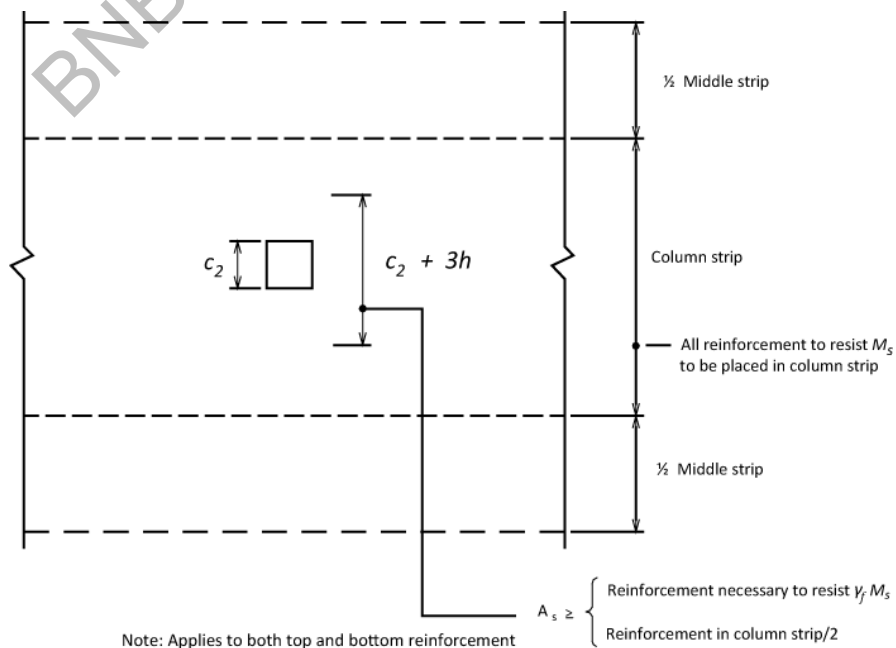 BNB
½ Middle strip
c₂
c₂ + 3h
Column strip
All reinforcement to resist Mₛ
to be placed in column strip
½ Middle strip
Aₛ ≥
Reinforcement necessary to resist γ_f Mₛ
Reinforcement in column strip/2
Note: Applies to both top and bottom reinforcement